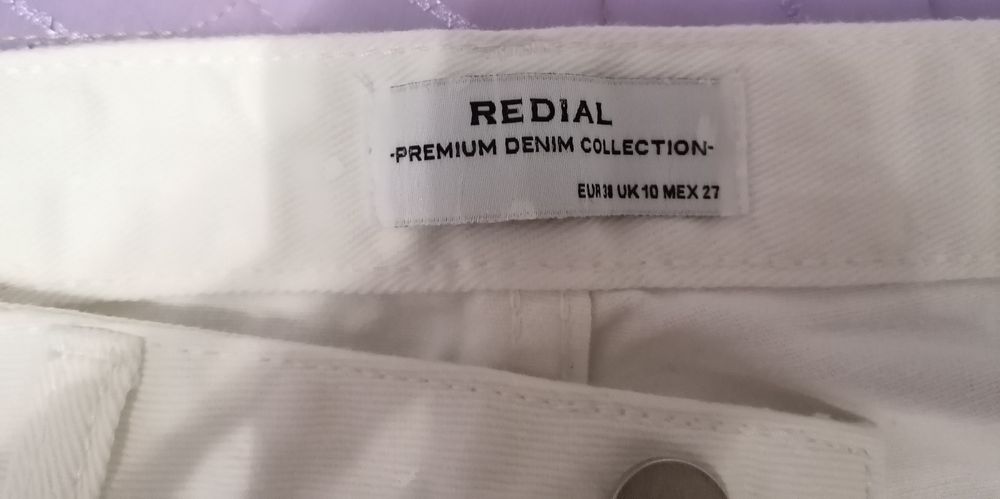 REDIAL
-PREMIUM DENIM COLLECTION-
EUR 38 UK 10 MEX 27